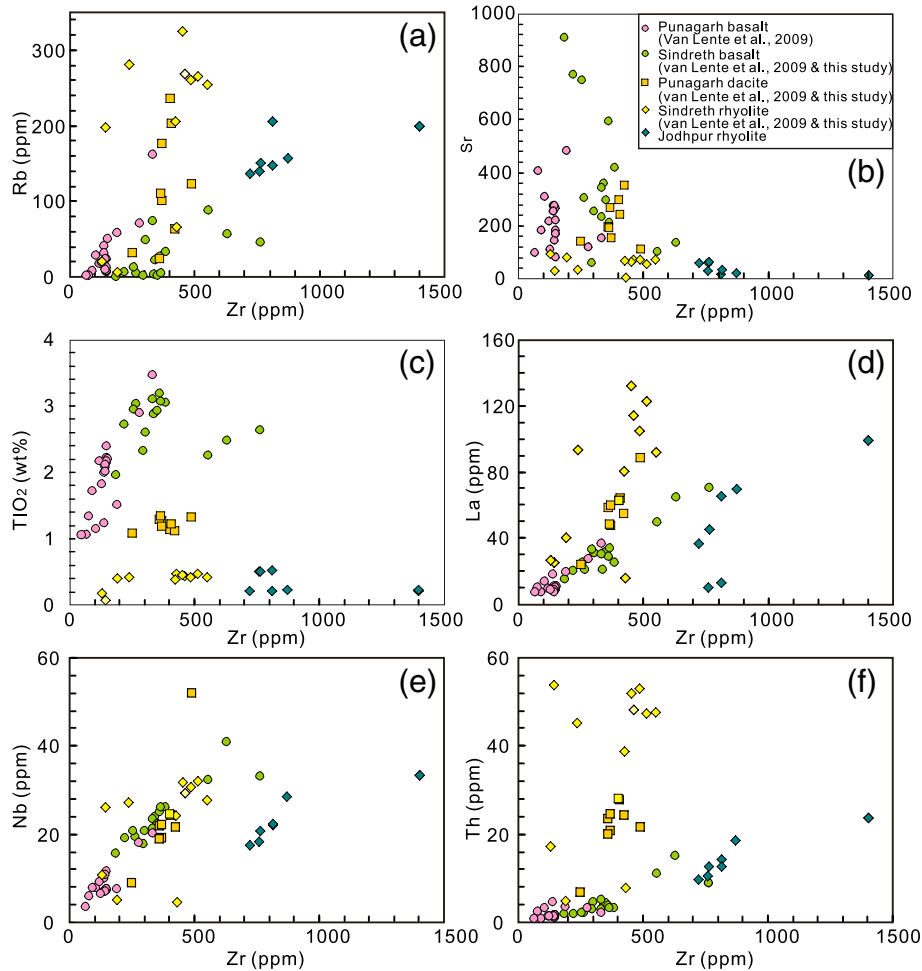 (a)
Rb (ppm)
300
200
100
0
0 500 1000 1500
Zr (ppm)
(b)
Sr
1000
800
600
400
200
0
0 500 1000 1500
Zr (ppm)
Punagarh basalt
(Van Lente et al., 2009)
Sindreth basalt
(van Lente et al., 2009 & this study)
Punagarh dacite
(van Lente et al., 2009 & this study)
Sindreth rhyolite
(van Lente et al., 2009 & this study)
Jodhpur rhyolite
(c)
TIO2 (wt%)
4
3
2
1
0
0 500 1000 1500
Zr (ppm)
(d)
La (ppm)
160
120
80
40
0
0 500 1000 1500
Zr (ppm)
(e)
Nb (ppm)
60
40
20
0
0 500 1000 1500
Zr (ppm)
(f)
Th (ppm)
60
40
20
0
0 500 1000 1500
Zr (ppm)